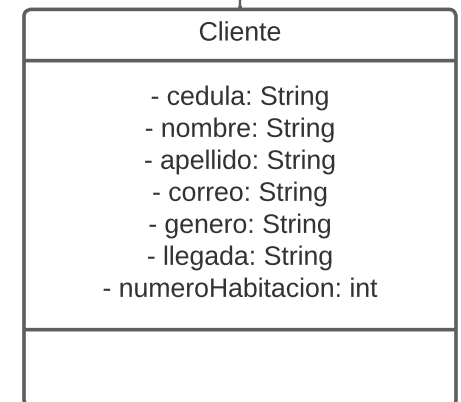 Cliente
- cedula: String
- nombre: String
- apellido: String
- correo: String
- genero: String
- llegada: String
- numeroHabitacion: int